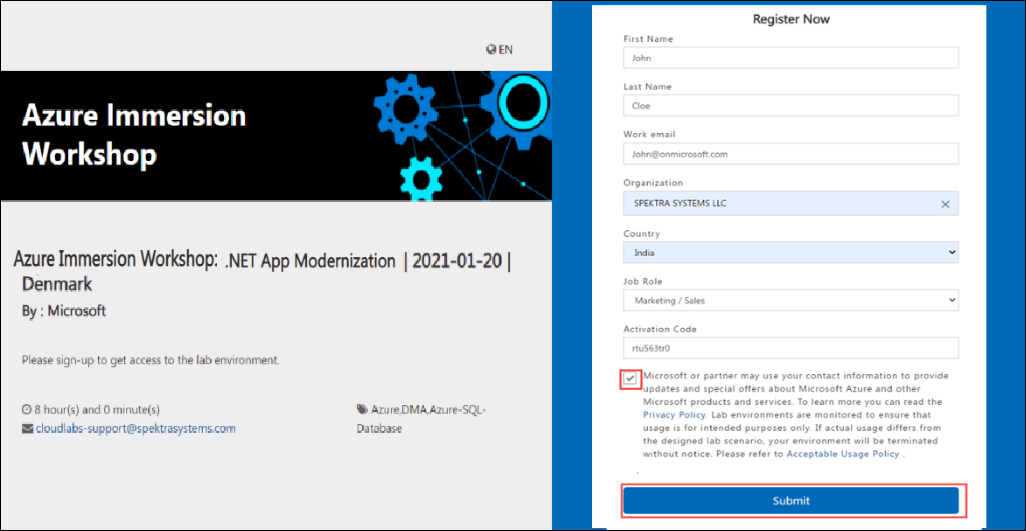 EN
Azure Immersion
Workshop
Azure Immersion Workshop: .NET App Modernization | 2021-01-20 |
Denmark
By : Microsoft
Please sign-up to get access to the lab environment.
8 hour(s) and 0 minute(s)
cloudlabs-support@spektrasystems.com
Azure,DMA,Azure-SQL-
Database
Register Now
First Name
John
Last Name
Cloe
Work email
John@onmicrosoft.com
Organization
SPEKTRA SYSTEMS LLC
Country
India
Job Role
Marketing / Sales
Activation Code
rtu563tr0
Microsoft or partner may use your contact information to provide
updates and special offers about Microsoft Azure and other
Microsoft products and services. To learn more you can read the
Privacy Policy. Lab environments are monitored to ensure that
usage is for intended purposes only. If actual usage differs from
the designed lab scenario, your environment will be terminated
without notice. Please refer to Acceptable Usage Policy .
.
Submit